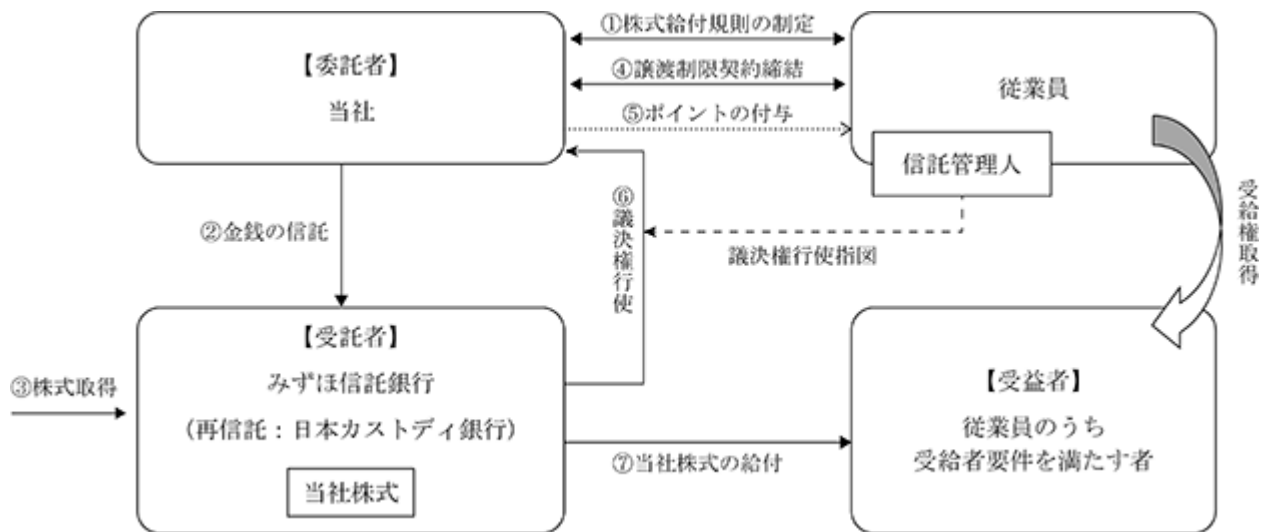 ①株式給付規則の制定
【委託者】
当社
④譲渡制限契約締結
従業員
⑤ポイントの付与
信託管理人
②金銭の信託
⑥議決権行使
議決権行使指図
受給権取得
【受託者】
みずほ信託銀行
(再信託：日本カストディ銀行)
当社株式
③株式取得
⑦当社株式の給付
【受益者】
従業員のうち
受給者要件を満たす者